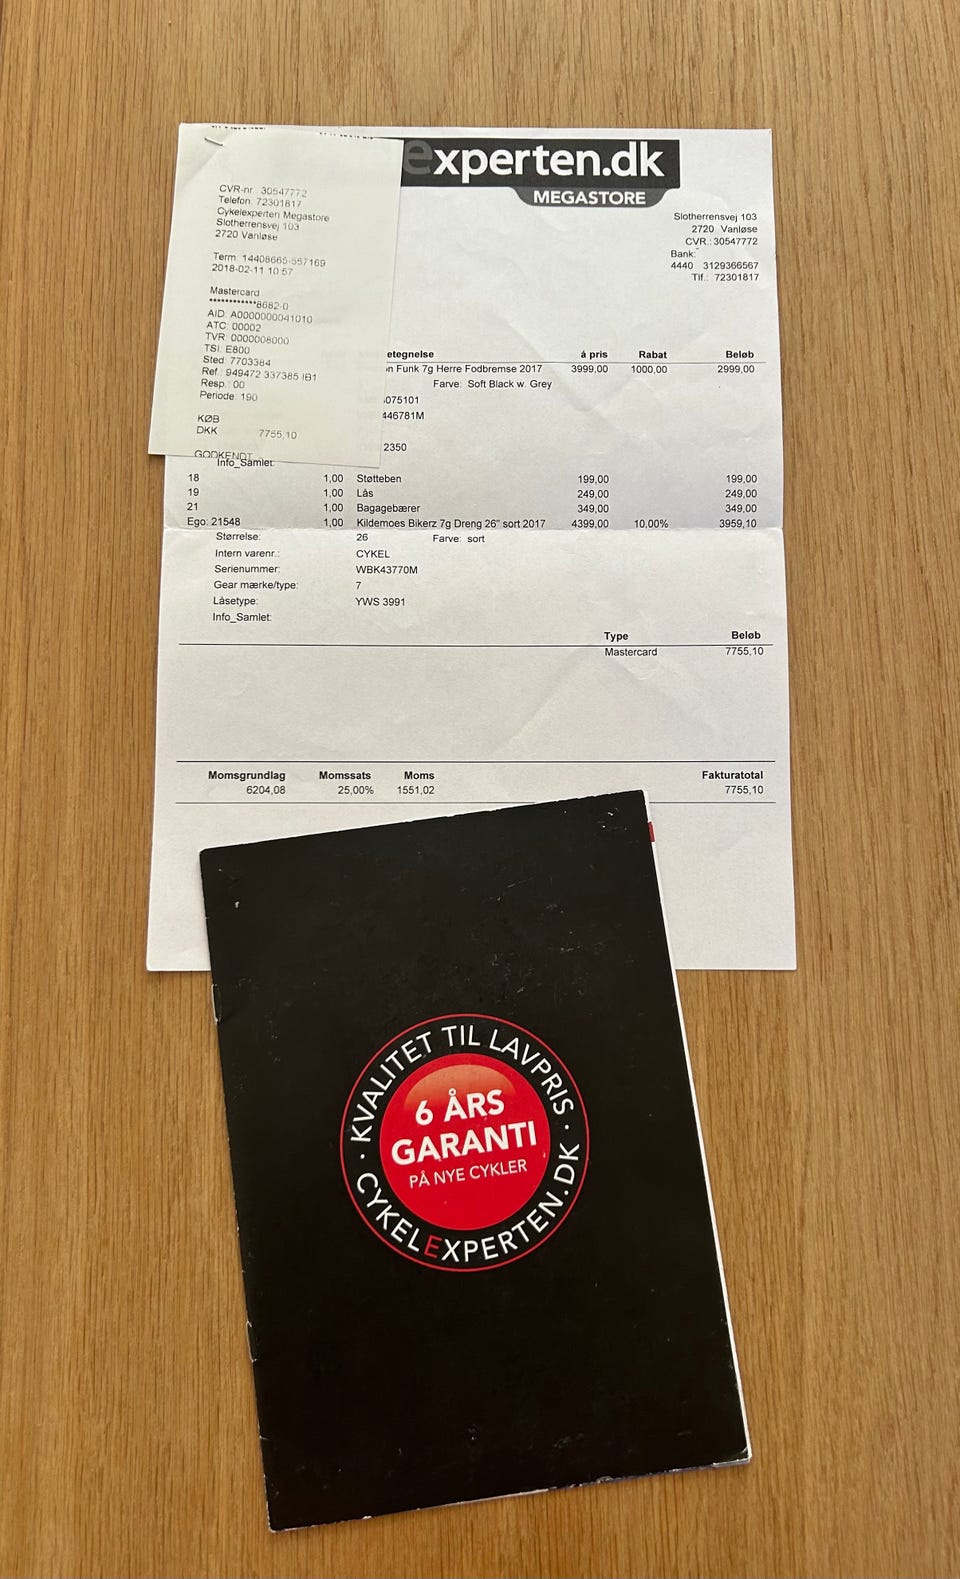 experten.dk
MEGASTORE
Slotherrensvej 103
2720 Vanløse
CVR.: 30547772
Bank:
4440 3129366567
Tlf.: 72301817
CVR-nr. 30547772
Telefon: 72301817
Cykelexperten Megastore
Slotherrensvej 103
2720 Vanløse
Term: 14408665-557169
2018-02-11 10:57
Mastercard
************8682-0
AID: A0000000041010
ATC: 00002
TVR: 0000008000
TSI: E800
Sted: 7703384
Ref.: 949472 337385 IB1
Resp.: 00
Periode: 190
KØB
DKK 7755,10
GODKENDT
etegnelse á pris Rabat Beløb
on Funk 7g Herre Fodbremse 2017 3999,00 1000,00 2999,00
Farve: Soft Black w. Grey
075101
446781M
2350
Info_Samlet:
18 1,00 Støtteben 199,00 199,00
19 1,00 Lås 249,00 249,00
21 1,00 Bagagebærer 349,00 349,00
Ego: 21548 1,00 Kildemoes Bikerz 7g Dreng 26" sort 2017 4399,00 10,00% 3959,10
Størrelse: 26 Farve: sort
Intern varenr.: CYKEL
Serienummer: WBK43770M
Gear mærke/type: 7
Låsetype: YWS 3991
Info_Samlet:
Type Beløb
Mastercard 7755,10
Momsgrundlag Momssats Moms Fakturatotal
6204,08 25,00% 1551,02 7755,10
KVALITET TIL LAVPRIS
6 ÅRS
GARANTI
PÅ NYE CYKLER
CYKELEXPERTEN.DK